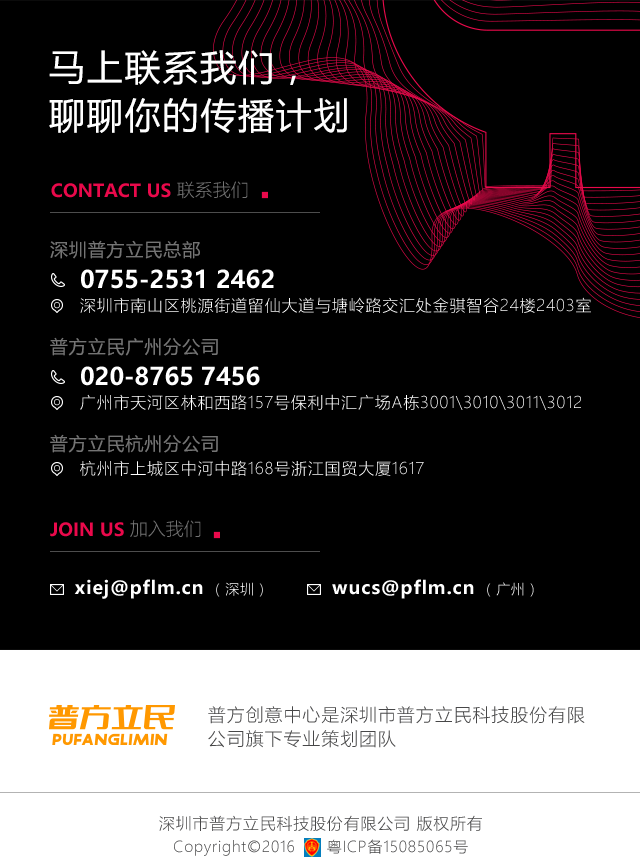 马上联系我们，
聊聊你的传播计划
CONTACT US 联系我们
深圳普方立民总部
0755-2531 2462
深圳市南山区桃源街道留仙大道与塘岭路交汇处金骐智谷24楼2403室
普方立民广州分公司
020-8765 7456
广州市天河区林和西路157号保利中汇广场A栋3001\3010\3011\3012
普方立民杭州分公司
杭州市上城区中河中路168号浙江国贸大厦1617
JOIN US 加入我们
xiej@pflm.cn（深圳） wucs@pflm.cn（广州）
普方立民
PUFANGLIMIN
普方创意中心是深圳市普方立民科技股份有限
公司旗下专业策划团队
深圳市普方立民科技股份有限公司 版权所有
Copyright©2016 粤ICP备15085065号